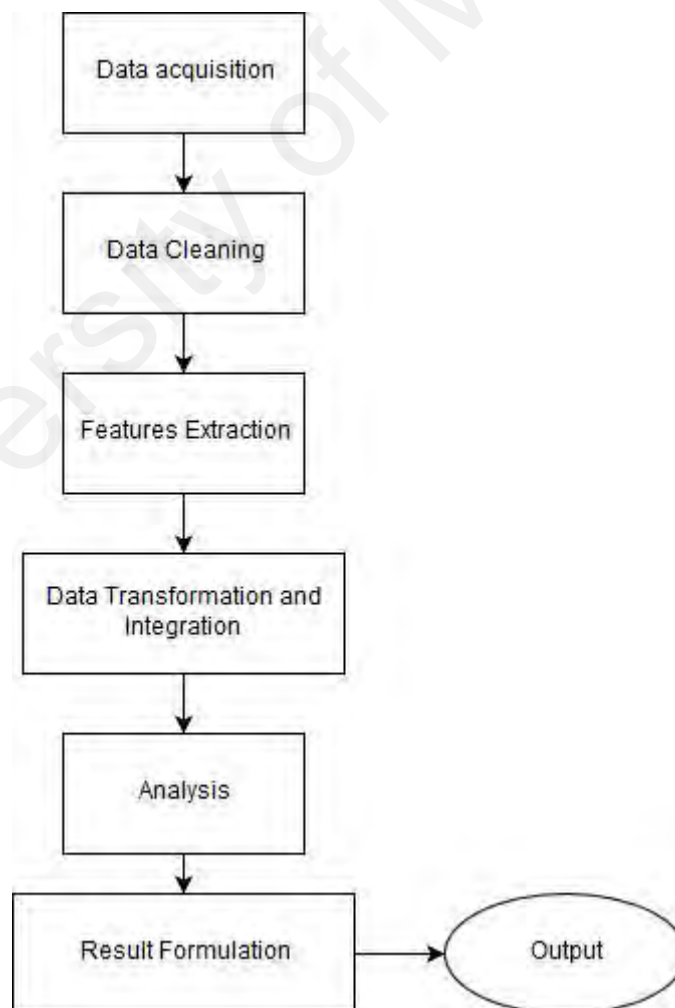 Data acquisition
Data Cleaning
Features Extraction
Data Transformation and
Integration
Analysis
Result Formulation
Output